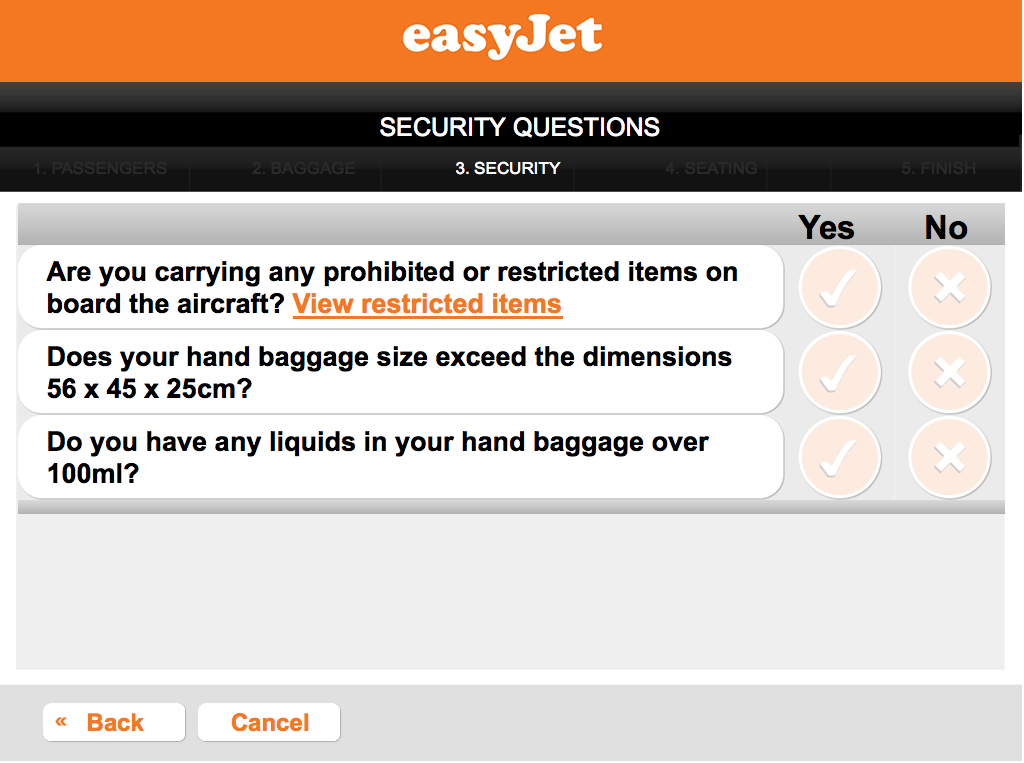 easyJet
SECURITY QUESTIONS
1. PASSENGERS 2. BAGGAGE 3. SECURITY 4. SEATING 5. FINISH
Yes No
Are you carrying any prohibited or restricted items on
board the aircraft? View restricted items
Does your hand baggage size exceed the dimensions
56 x 45 x 25cm?
Do you have any liquids in your hand baggage over
100ml?
« Back Cancel